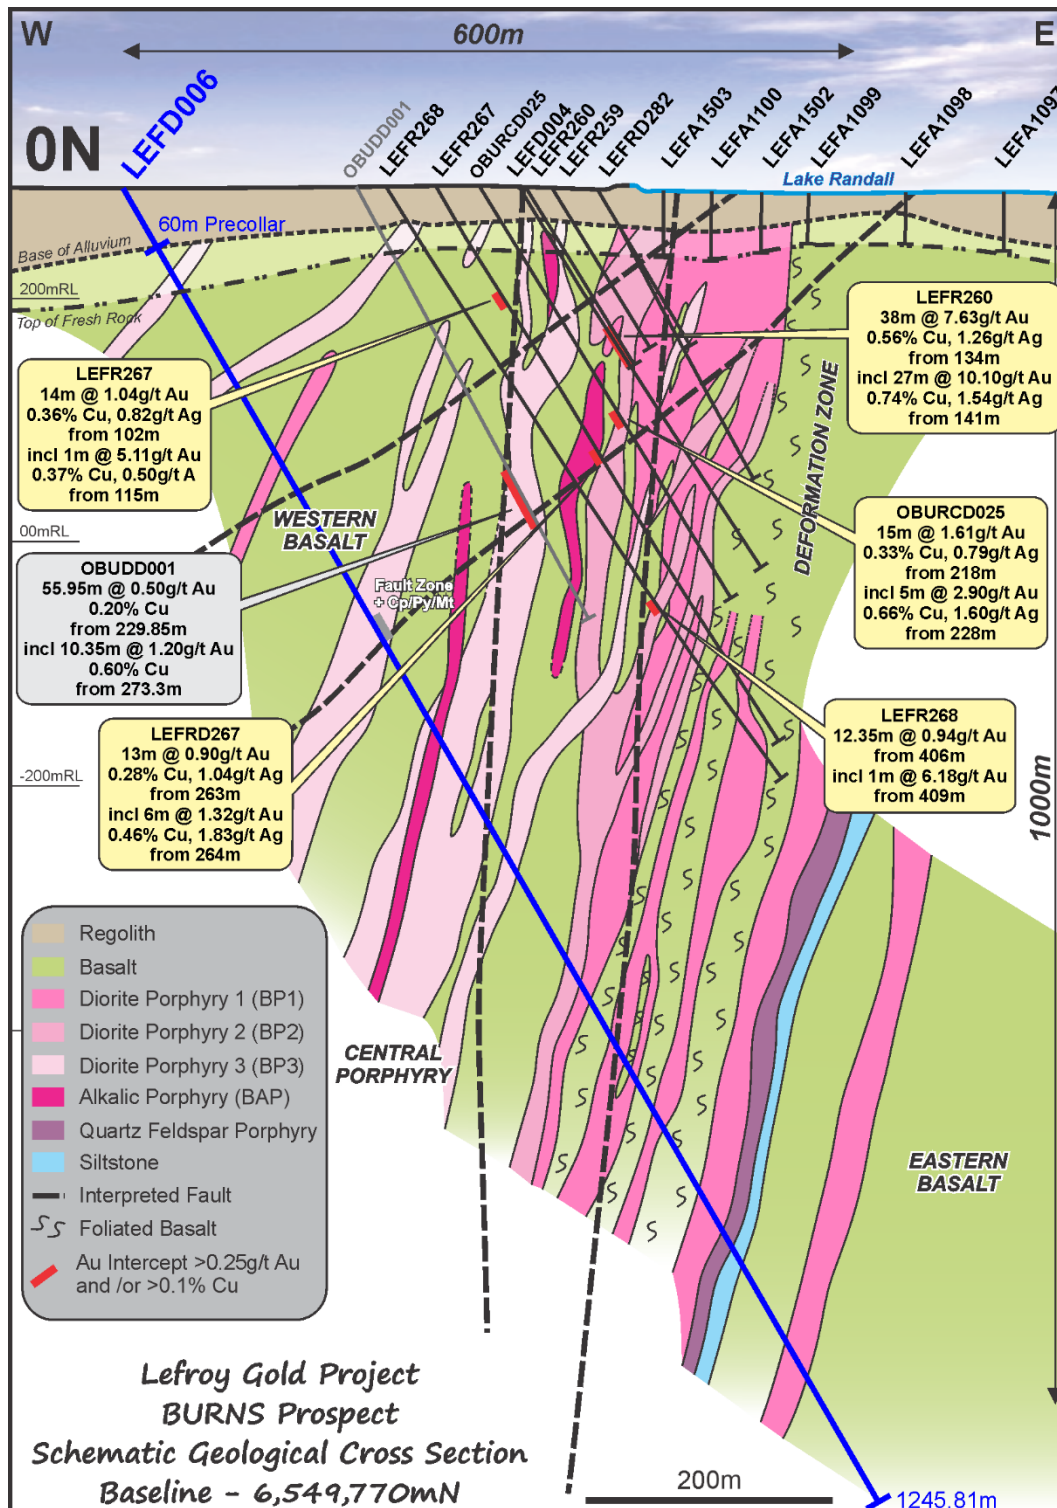 W
600m
E
0N
LEFD006
OBUDD001
LEFR268
LEFR267
OBURCD025
LEFD004
LEFR260
LEFR259
LEFRD282
LEFA1503
LEFA1100
LEFA1502
LEFA1099
LEFA1098
LEFA1097
Lake Randall
60m Precollar
Base of Alluvium
200mRL
Top of Fresh Rock
LEFR267
14m @ 1.04g/t Au
0.36% Cu, 0.82g/t Ag
from 102m
incl 1m @ 5.11g/t Au
0.37% Cu, 0.50g/t A
from 115m
LEFR260
38m @ 7.63g/t Au
0.56% Cu, 1.26g/t Ag
from 134m
incl 27m @ 10.10g/t Au
0.74% Cu, 1.54g/t Ag
from 141m
DEFORMATION ZONE
WESTERN
BASALT
00mRL
OBURCD025
15m @ 1.61g/t Au
0.33% Cu, 0.79g/t Ag
from 218m
incl 5m @ 2.90g/t Au
0.66% Cu, 1.60g/t Ag
from 228m
OBUDD001
55.95m @ 0.50g/t Au
0.20% Cu
from 229.85m
incl 10.35m @ 1.20g/t Au
0.60% Cu
from 273.3m
Fault Zone
+ Cp/Py/Mt
LEFRD267
13m @ 0.90g/t Au
0.28% Cu, 1.04g/t Ag
from 263m
incl 6m @ 1.32g/t Au
0.46% Cu, 1.83g/t Ag
from 264m
LEFR268
12.35m @ 0.94g/t Au
from 406m
incl 1m @ 6.18g/t Au
from 409m
-200mRL
1000m
Regolith
Basalt
Diorite Porphyry 1 (BP1)
Diorite Porphyry 2 (BP2)
Diorite Porphyry 3 (BP3)
Alkalic Porphyry (BAP)
Quartz Feldspar Porphyry
Siltstone
Interpreted Fault
Foliated Basalt
Au Intercept >0.25g/t Au
and /or >0.1% Cu
CENTRAL
PORPHYRY
EASTERN
BASALT
Lefroy Gold Project
BURNS Prospect
Schematic Geological Cross Section
Baseline - 6,549,770mN
200m
1245.81m